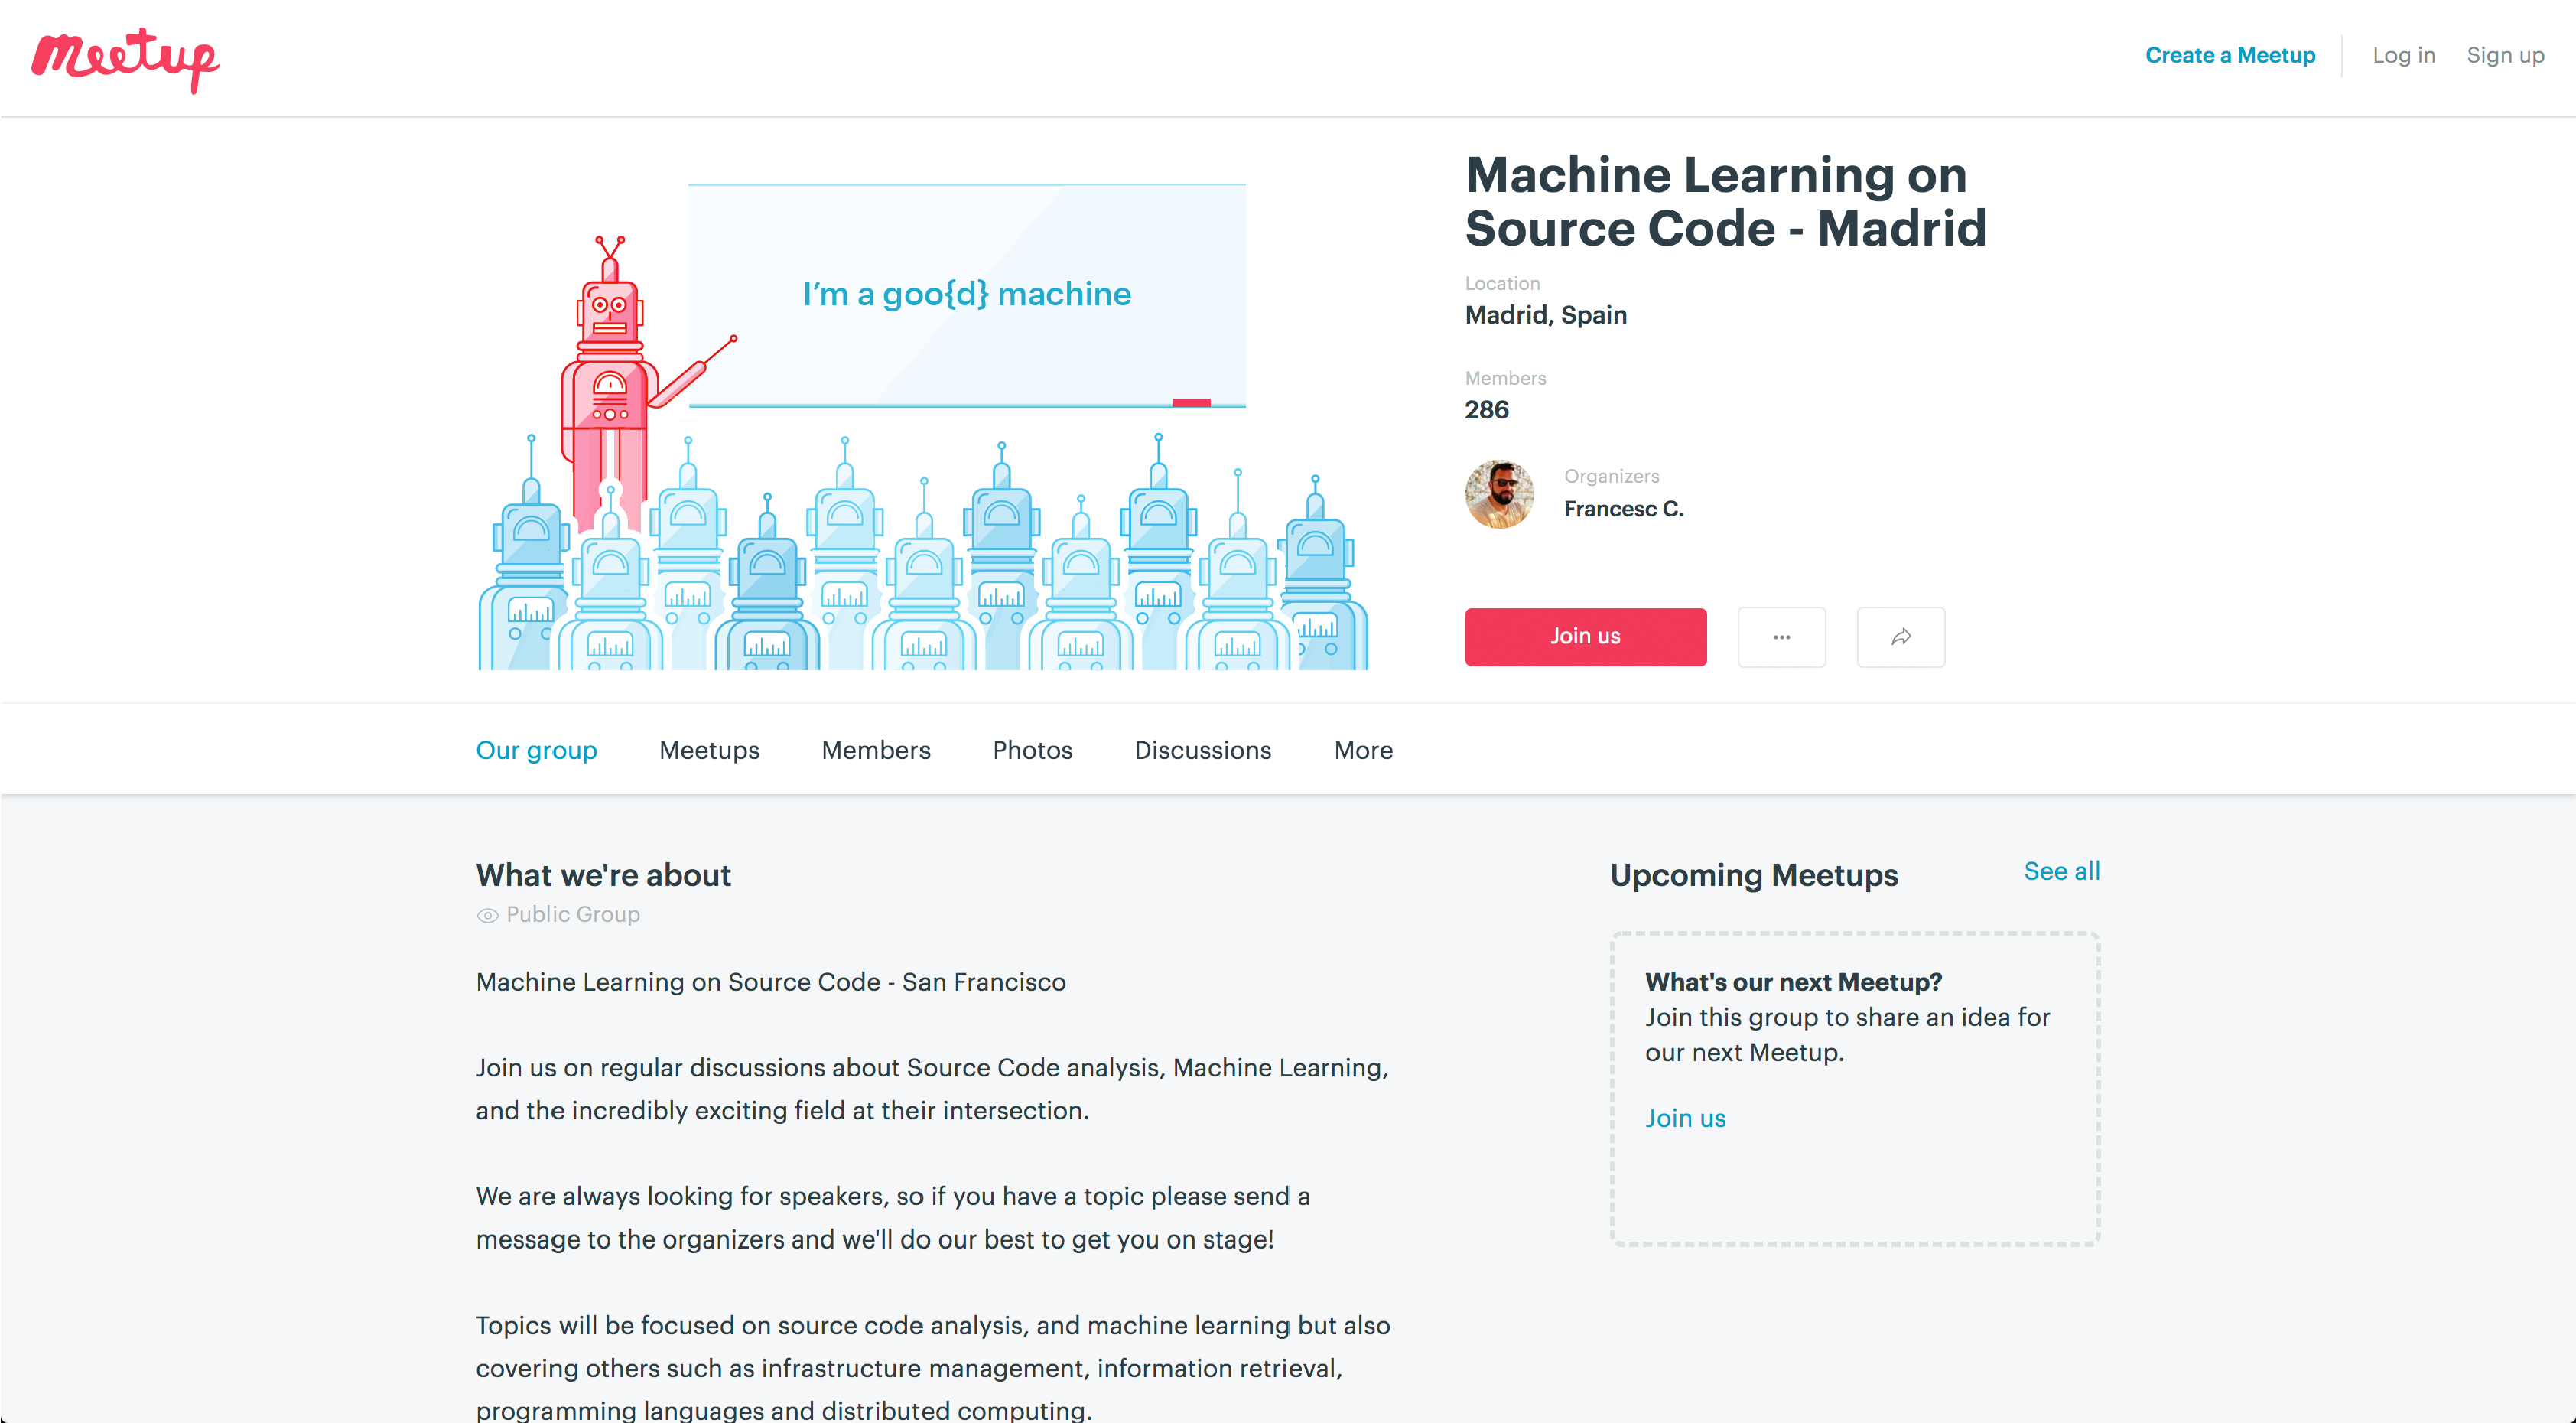 Meetup
Create a Meetup
Log in
Sign up
I'm a goo{d} machine
Machine Learning on
Source Code - Madrid
Location
Madrid, Spain
Members
286
Organizers
Francesc C.
Join us
Our group
Meetups
Members
Photos
Discussions
More
What we're about
Public Group
Machine Learning on Source Code - San Francisco
Join us on regular discussions about Source Code analysis, Machine Learning,
and the incredibly exciting field at their intersection.
We are always looking for speakers, so if you have a topic please send a
message to the organizers and we'll do our best to get you on stage!
Topics will be focused on source code analysis, and machine learning but also
covering others such as infrastructure management, information retrieval,
programming languages and distributed computing.
Upcoming Meetups
See all
What's our next Meetup?
Join this group to share an idea for
our next Meetup.
Join us